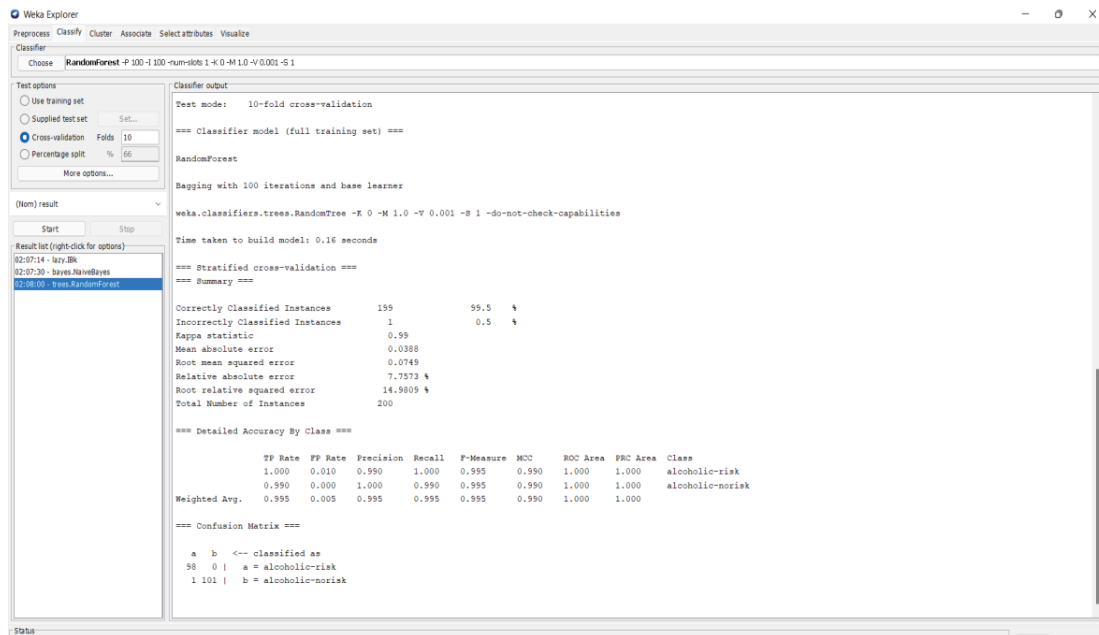 Weka Explorer
Preprocess Classify Cluster Associate Select attributes Visualize
Classifier
Choose RandomForest -P 100 -I 100 -num-slots 1 -K 0 -M 1.0 -V 0.001 -S 1
Test options
Use training set
Supplied test set Set...
Cross-validation Folds 10
Percentage split % 66
More options...
(Nom) result
Start Stop
Result list (right-click for options)
02:07:14 - lazy.IBk
02:07:30 - bayes.NaiveBayes
02:08:00 - trees.RandomForest
Classifier output
Test mode: 10-fold cross-validation
=== Classifier model (full training set) ===
RandomForest
Bagging with 100 iterations and base learner
weka.classifiers.trees.RandomTree -K 0 -M 1.0 -V 0.001 -S 1 -do-not-check-capabilities
Time taken to build model: 0.16 seconds
=== Stratified cross-validation ===
=== Summary ===
Correctly Classified Instances 199 99.5 %
Incorrectly Classified Instances 1 0.5 %
Kappa statistic 0.99
Mean absolute error 0.0388
Root mean squared error 0.0749
Relative absolute error 7.7573 %
Root relative squared error 14.9809 %
Total Number of Instances 200
=== Detailed Accuracy By Class ===
TP Rate FP Rate Precision Recall F-Measure MCC ROC Area PRC Area Class
1.000 0.010 0.990 1.000 0.995 0.990 1.000 1.000 alcoholic-risk
0.990 0.000 1.000 0.990 0.995 0.990 1.000 1.000 alcoholic-norisk
Weighted Avg. 0.995 0.005 0.995 0.995 0.995 0.990 1.000 1.000
=== Confusion Matrix ===
a b <-- classified as
98 0 | a = alcoholic-risk
1 101 | b = alcoholic-norisk
Status